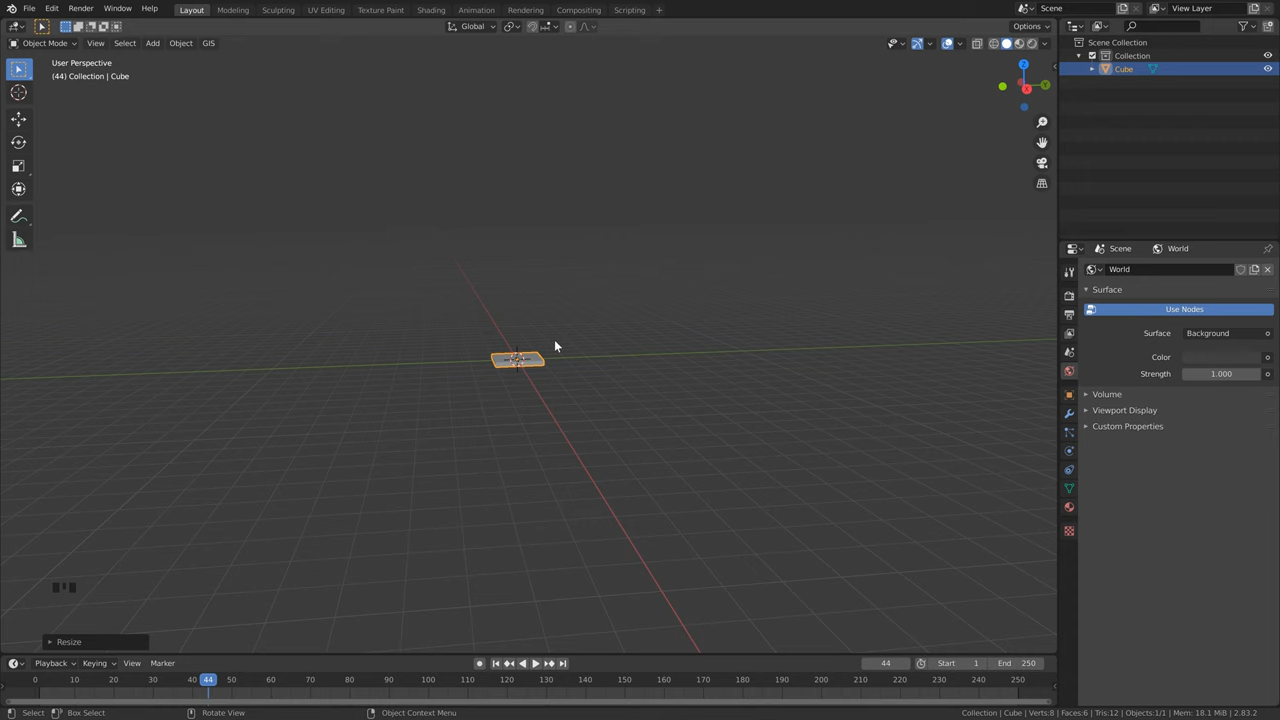 File Edit Render Window Help Layout Modeling Sculpting UV Editing Texture Paint Shading Animation Rendering Compositing Scripting + Scene View Layer
Global Options
Object Mode View Select Add Object GIS
User Perspective
(44) Collection | Cube
Z
Y
X
Scene Collection
Collection
Cube
Scene World
World
Surface
Use Nodes
Surface Background
Color
Strength 1.000
Volume
Viewport Display
Custom Properties
Resize
Playback Keying View Marker 44 Start 1 End 250
0 10 20 30 44 50 60 70 80 90 100 110 120 130 140 150 160 170 180 190 200 210 220 230 240 250
Select Box Select Rotate View Object Context Menu Collection | Cube | Verts:8 | Faces:6 | Tris:12 | Objects:1/1 | Mem: 18.1 MiB | 2.83.2